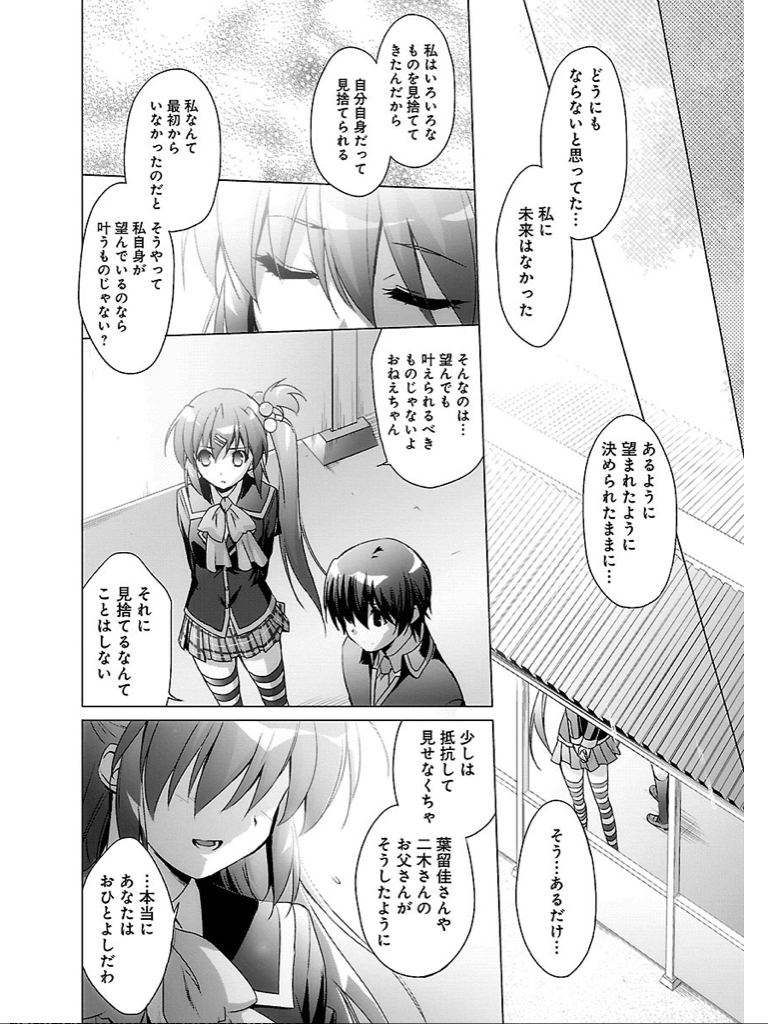 どうにも
ならないと思ってた…
私に
未来はなかった
あるように
望まれたように
決められたままに…
そう…あるだけ…
私はいろいろな
ものを見捨てて
きたんだから
自分自身だって
見捨てられる
私なんて
最初から
いなかったのだと
そうやって
私自身が
望んでいるのなら
叶うものじゃない?
そんなのは…
望んでも
叶えられるべき
ものじゃないよ
おねえちゃん
それに
見捨てるなんて
ことはしない
少しは
抵抗して
見せなくちゃ
葉留佳さんや
二木さんの
お父さんが
そうしたように
…本当に
あなたは
おひとよしだわ